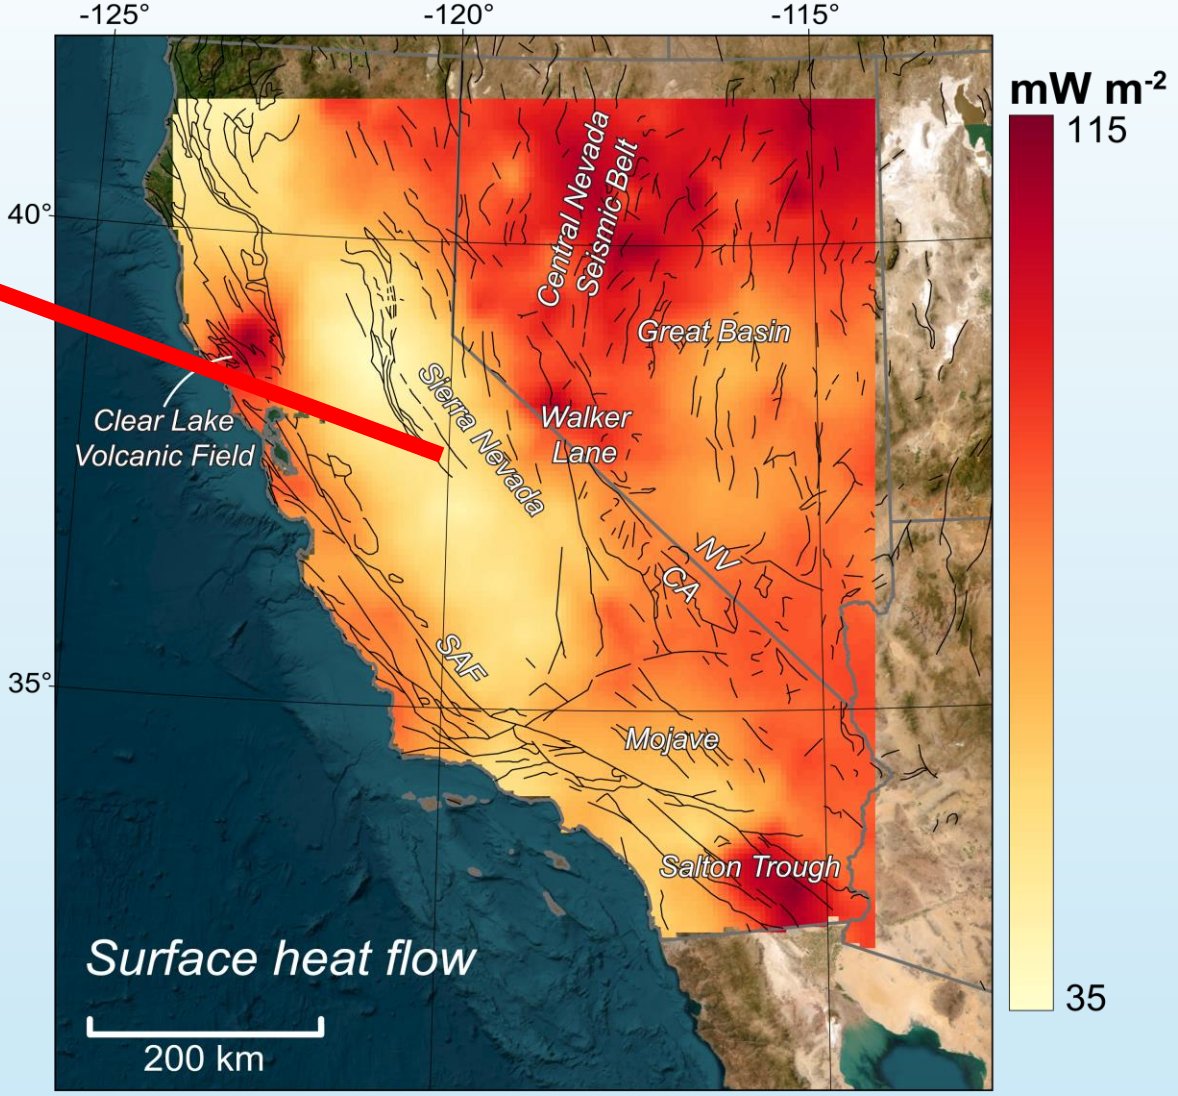 -125°
-120°
-115°
mW m-2
115
40°
Central Nevada
Seismic Belt
Great Basin
Sierra Nevada
Walker
Lane
Clear Lake
Volcanic Field
NV
CA
SAF
35°
Mojave
Salton Trough
Surface heat flow
35
200 km